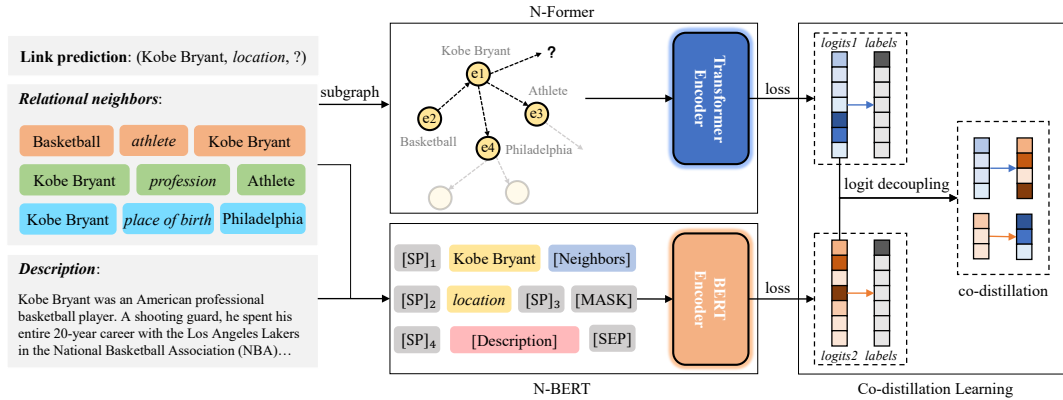 N-Former
Link prediction: (Kobe Bryant, location, ?)
Relational neighbors:
Basketball athlete Kobe Bryant
Kobe Bryant profession Athlete
Kobe Bryant place of birth Philadelphia
Description:
Kobe Bryant was an American professional
basketball player. A shooting guard, he spent his
entire 20-year career with the Los Angeles Lakers
in the National Basketball Association (NBA)…
subgraph
Kobe Bryant
?
e1
Athlete
e2
e3
Basketball
e4
Philadelphia
Transformer
Encoder
loss
[SP]1 Kobe Bryant [Neighbors]
[SP]2 location [SP]3 [MASK]
[SP]4 [Description] [SEP]
BERT
Encoder
loss
N-BERT
logits1 labels
logit decoupling
co-distillation
logits2 labels
Co-distillation Learning